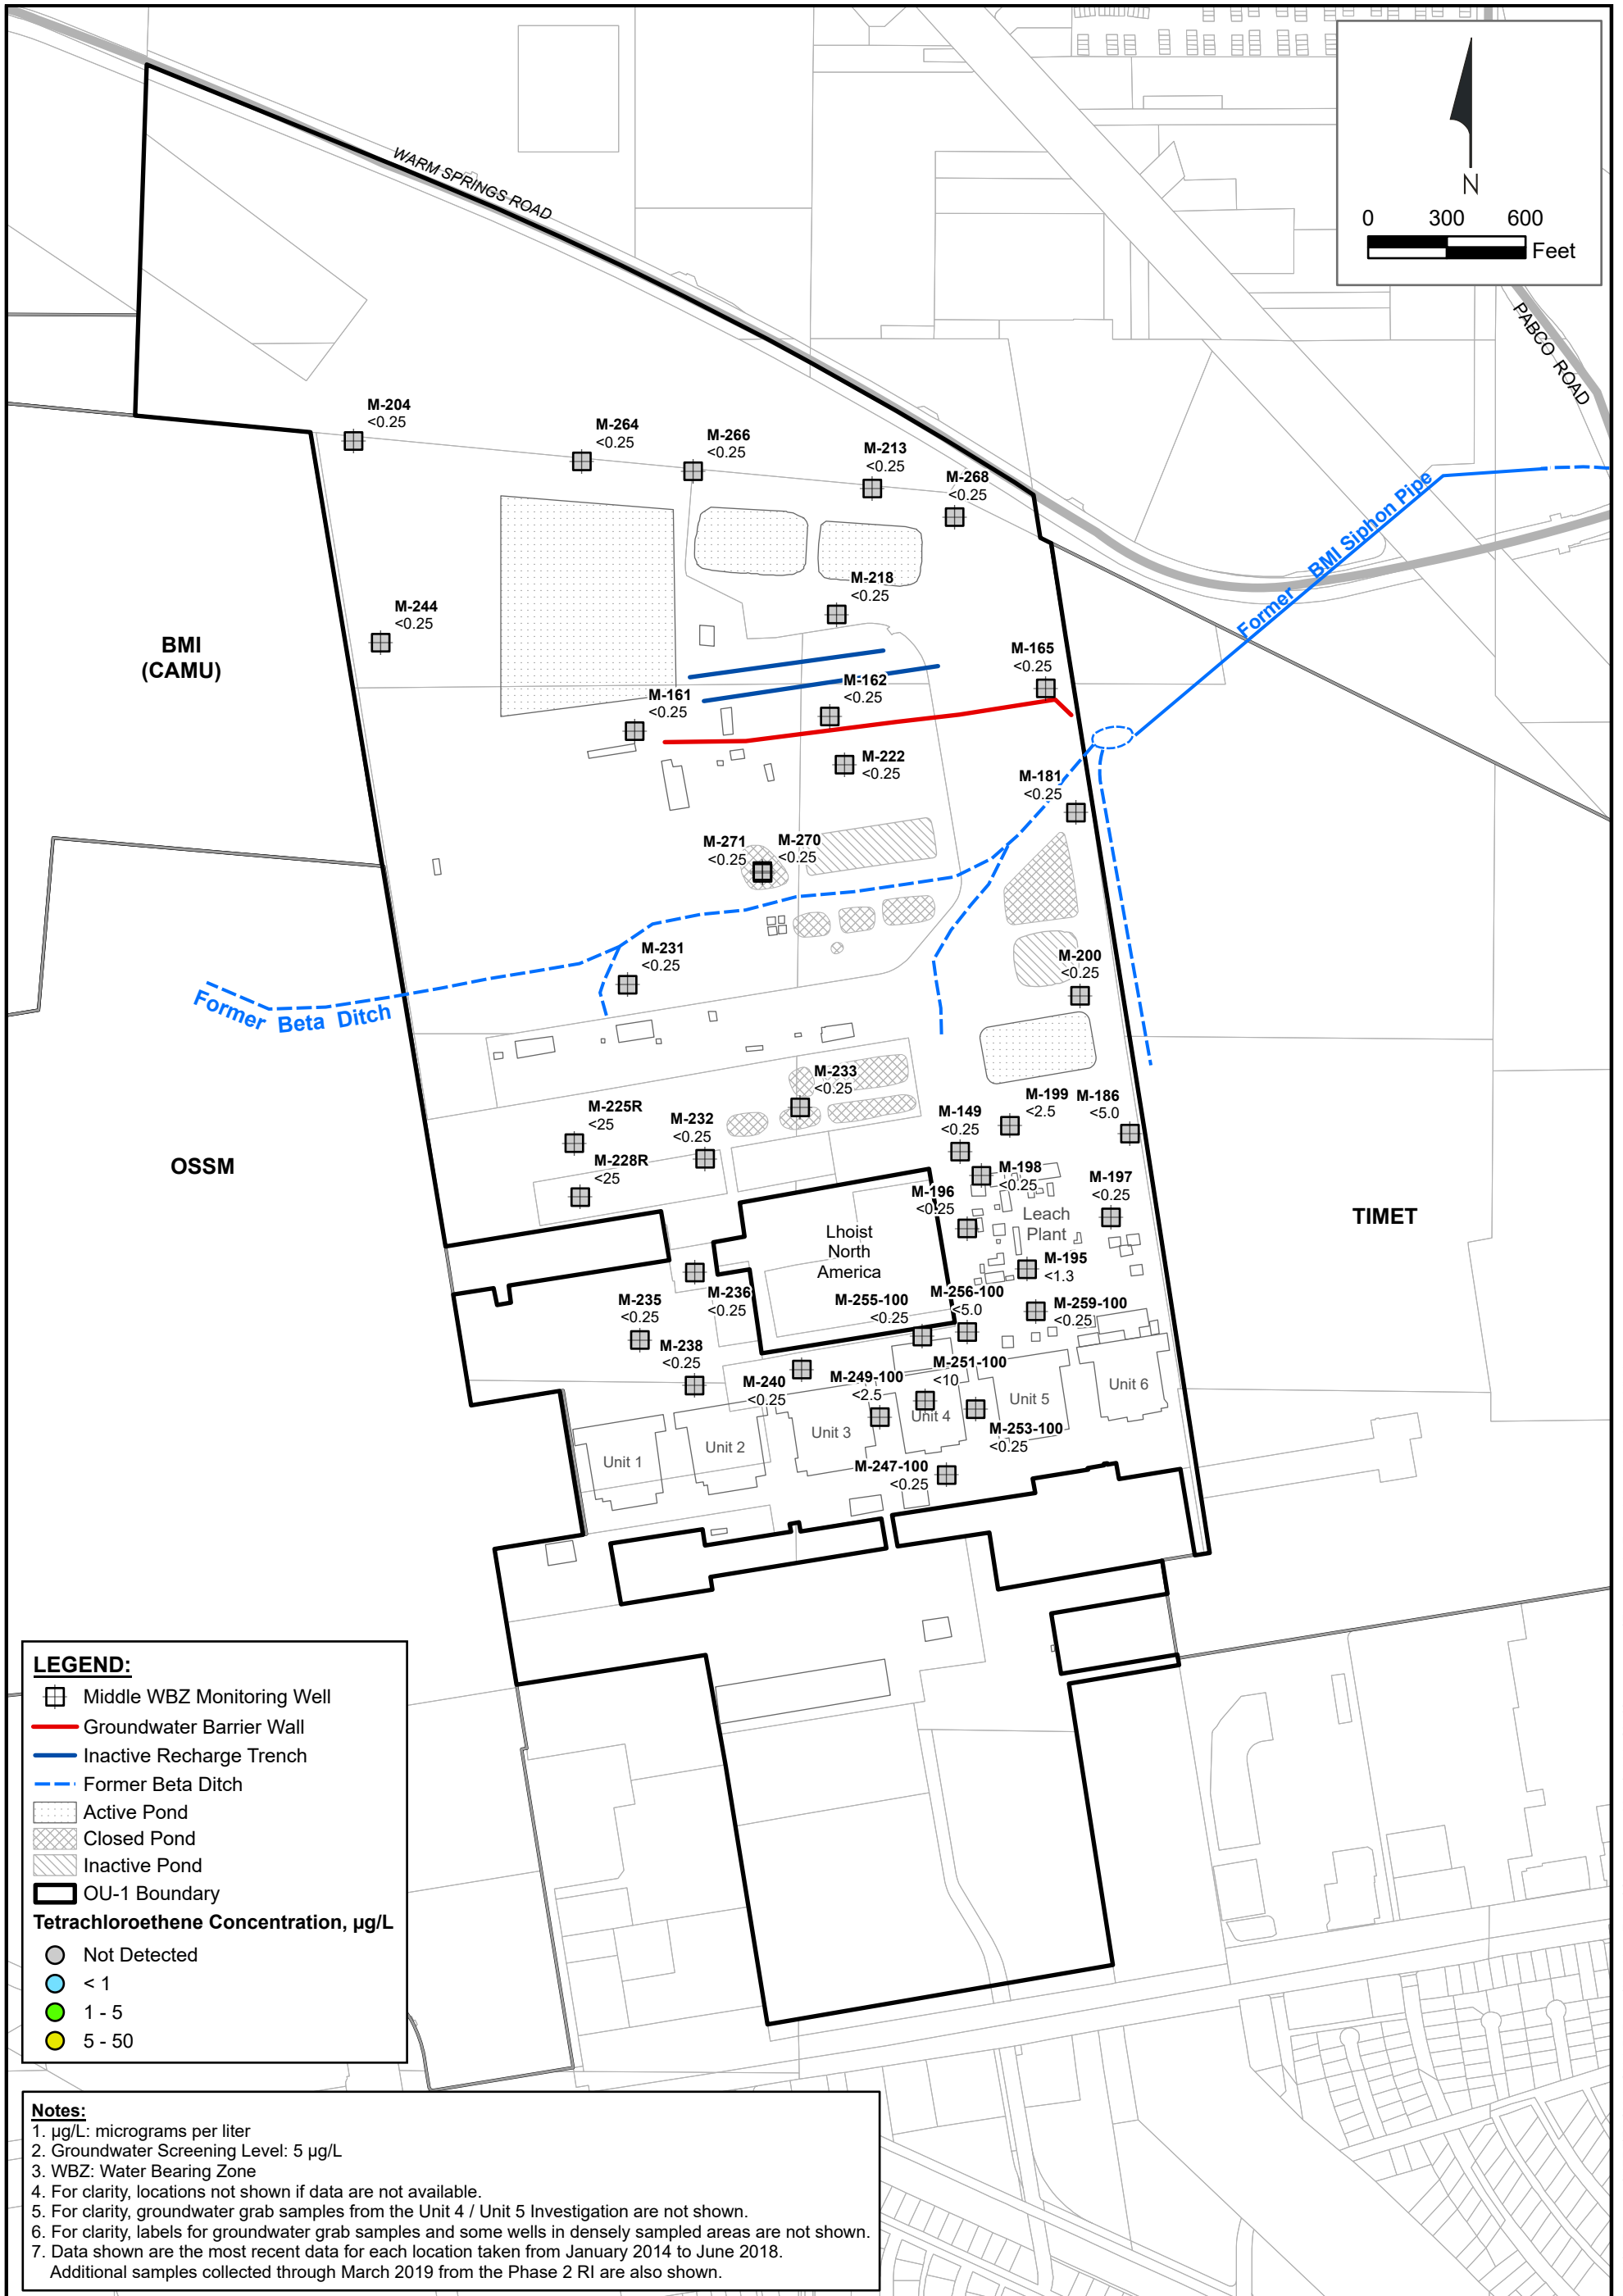 WARM SPRINGS ROAD
N
0 300 600
Feet
PABCO ROAD
M-204
<0.25
M-264
<0.25
M-266
<0.25
M-213
<0.25
M-268
<0.25
Former BMI Siphon Pipe
M-218
<0.25
M-244
<0.25
BMI
(CAMU)
M-165
<0.25
M-161
<0.25
M-162
<0.25
M-222
<0.25
M-181
<0.25
M-271
<0.25
M-270
<0.25
M-231
<0.25
M-200
<0.25
Former Beta Ditch
M-233
<0.25
M-225R
<25
M-232
<0.25
M-149
<0.25
M-199
<2.5
M-186
<5.0
OSSM
M-228R
<25
M-198
<0.25
M-196
<0.25
M-197
<0.25
Leach
Plant
TIMET
Lhoist
North
America
M-195
<1.3
M-236
<0.25
M-235
<0.25
M-255-100
<0.25
M-256-100
<5.0
M-259-100
<0.25
M-238
<0.25
M-240
<0.25
M-249-100
<2.5
M-251-100
<10
M-253-100
<0.25
Unit 1
Unit 2
Unit 3
Unit 4
Unit 5
Unit 6
M-247-100
<0.25
LEGEND:
Middle WBZ Monitoring Well
Groundwater Barrier Wall
Inactive Recharge Trench
Former Beta Ditch
Active Pond
Closed Pond
Inactive Pond
OU-1 Boundary
Tetrachloroethene Concentration, µg/L
Not Detected
< 1
1 - 5
5 - 50
Notes:
1. µg/L: micrograms per liter
2. Groundwater Screening Level: 5 µg/L
3. WBZ: Water Bearing Zone
4. For clarity, locations not shown if data are not available.
5. For clarity, groundwater grab samples from the Unit 4 / Unit 5 Investigation are not shown.
6. For clarity, labels for groundwater grab samples and some wells in densely sampled areas are not shown.
7. Data shown are the most recent data for each location taken from January 2014 to June 2018.
Additional samples collected through March 2019 from the Phase 2 RI are also shown.